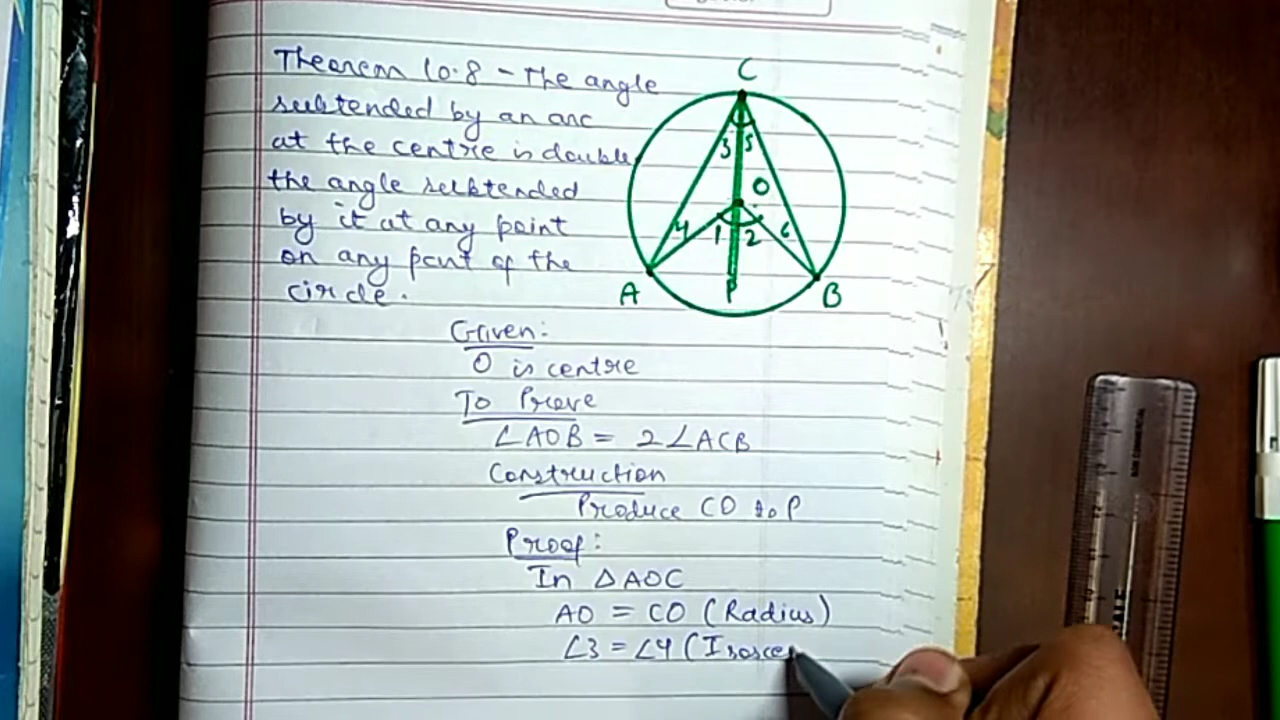 Theorem 10.8 - The angle
subtended by an arc
at the centre is double
the angle subtended
by it at any point
on any part of the
circle.
C
3 5
O
4 1 2 6
A P B
Given:
O is centre
To Prove
∠AOB = 2∠ACB
Construction
Produce CO to P
Proof:
In △AOC
AO = CO (Radius)
∠3 = ∠4 (Isosce